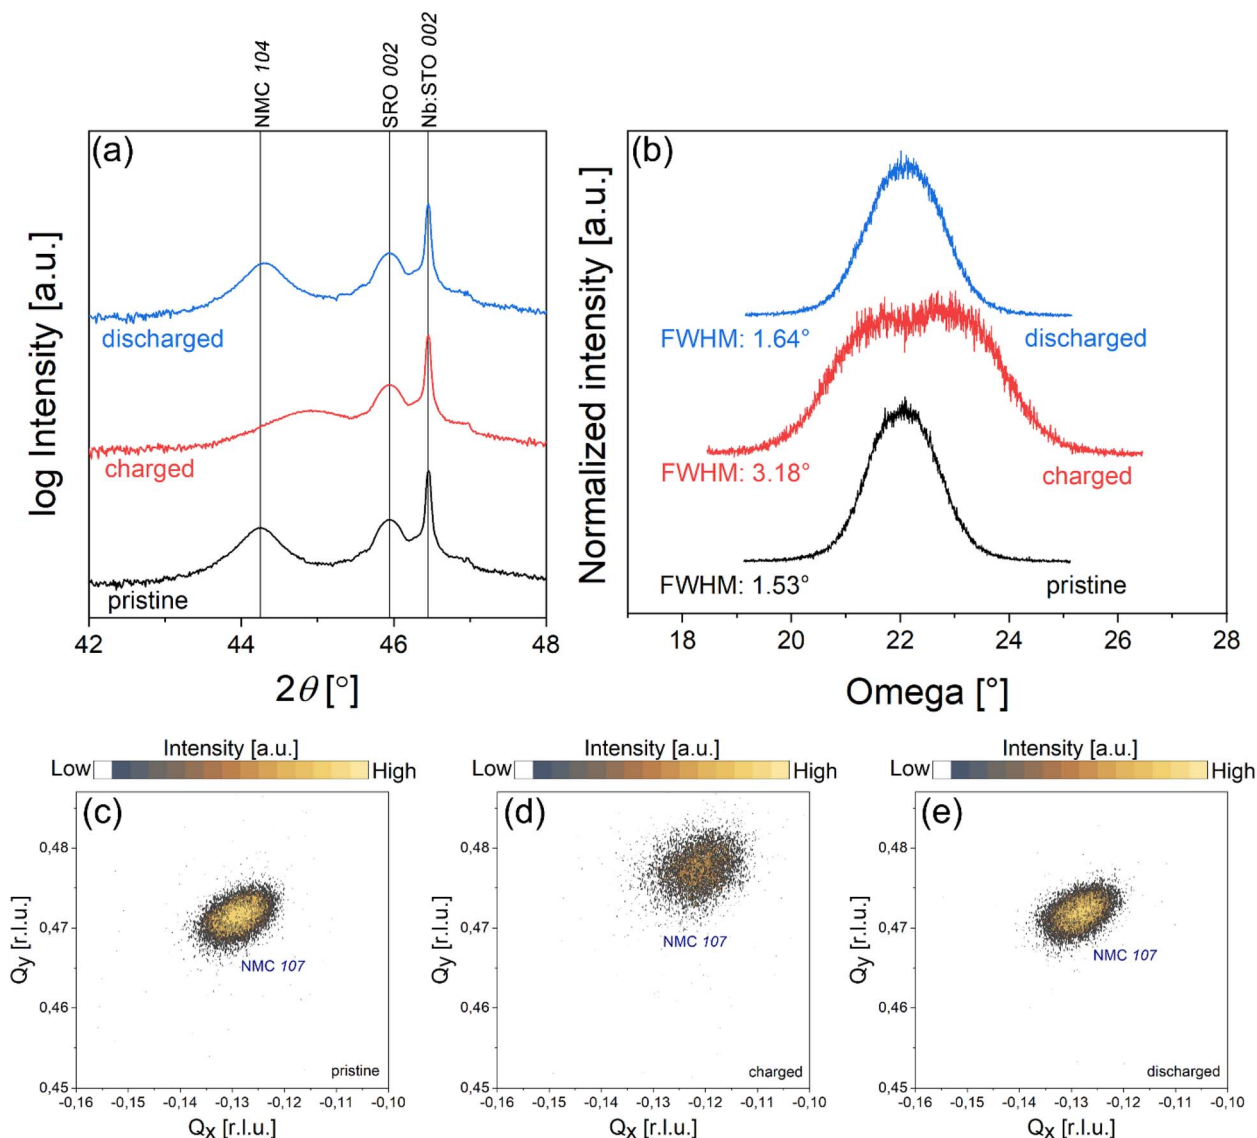 NMC 104
SRO 002
Nb:STO 002
(a)
log Intensity [a.u.]
discharged
charged
pristine
42 44 46 48
2θ [°]
(b)
Normalized intensity [a.u.]
FWHM: 1.64°
discharged
FWHM: 3.18°
charged
FWHM: 1.53°
pristine
18 20 22 24 26 28
Omega [°]
Intensity [a.u.]
Low High
(c)
0,48
0,47
0,46
0,45
Qy [r.l.u.]
NMC 107
pristine
-0,16 -0,15 -0,14 -0,13 -0,12 -0,11 -0,10
Qx [r.l.u.]
Intensity [a.u.]
Low High
(d)
0,48
0,47
0,46
0,45
Qy [r.l.u.]
NMC 107
charged
-0,16 -0,15 -0,14 -0,13 -0,12 -0,11 -0,10
Qx [r.l.u.]
Intensity [a.u.]
Low High
(e)
0,48
0,47
0,46
0,45
Qy [r.l.u.]
NMC 107
discharged
-0,16 -0,15 -0,14 -0,13 -0,12 -0,11 -0,10
Qx [r.l.u.]